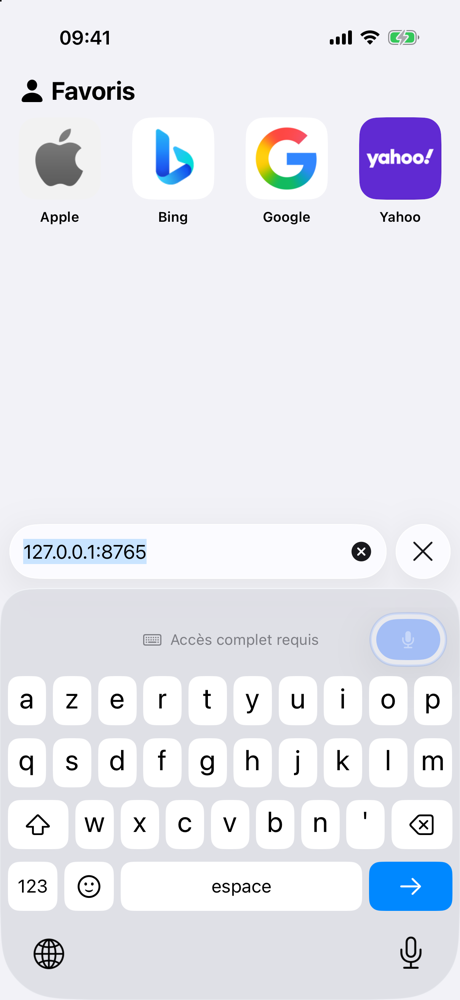 09:41
Favoris
yahoo!
Apple Bing Google Yahoo
127.0.0.1:8765
Accès complet requis
a z e r t y u i o p
q s d f g h j k l m
w x c v b n '
123 espace